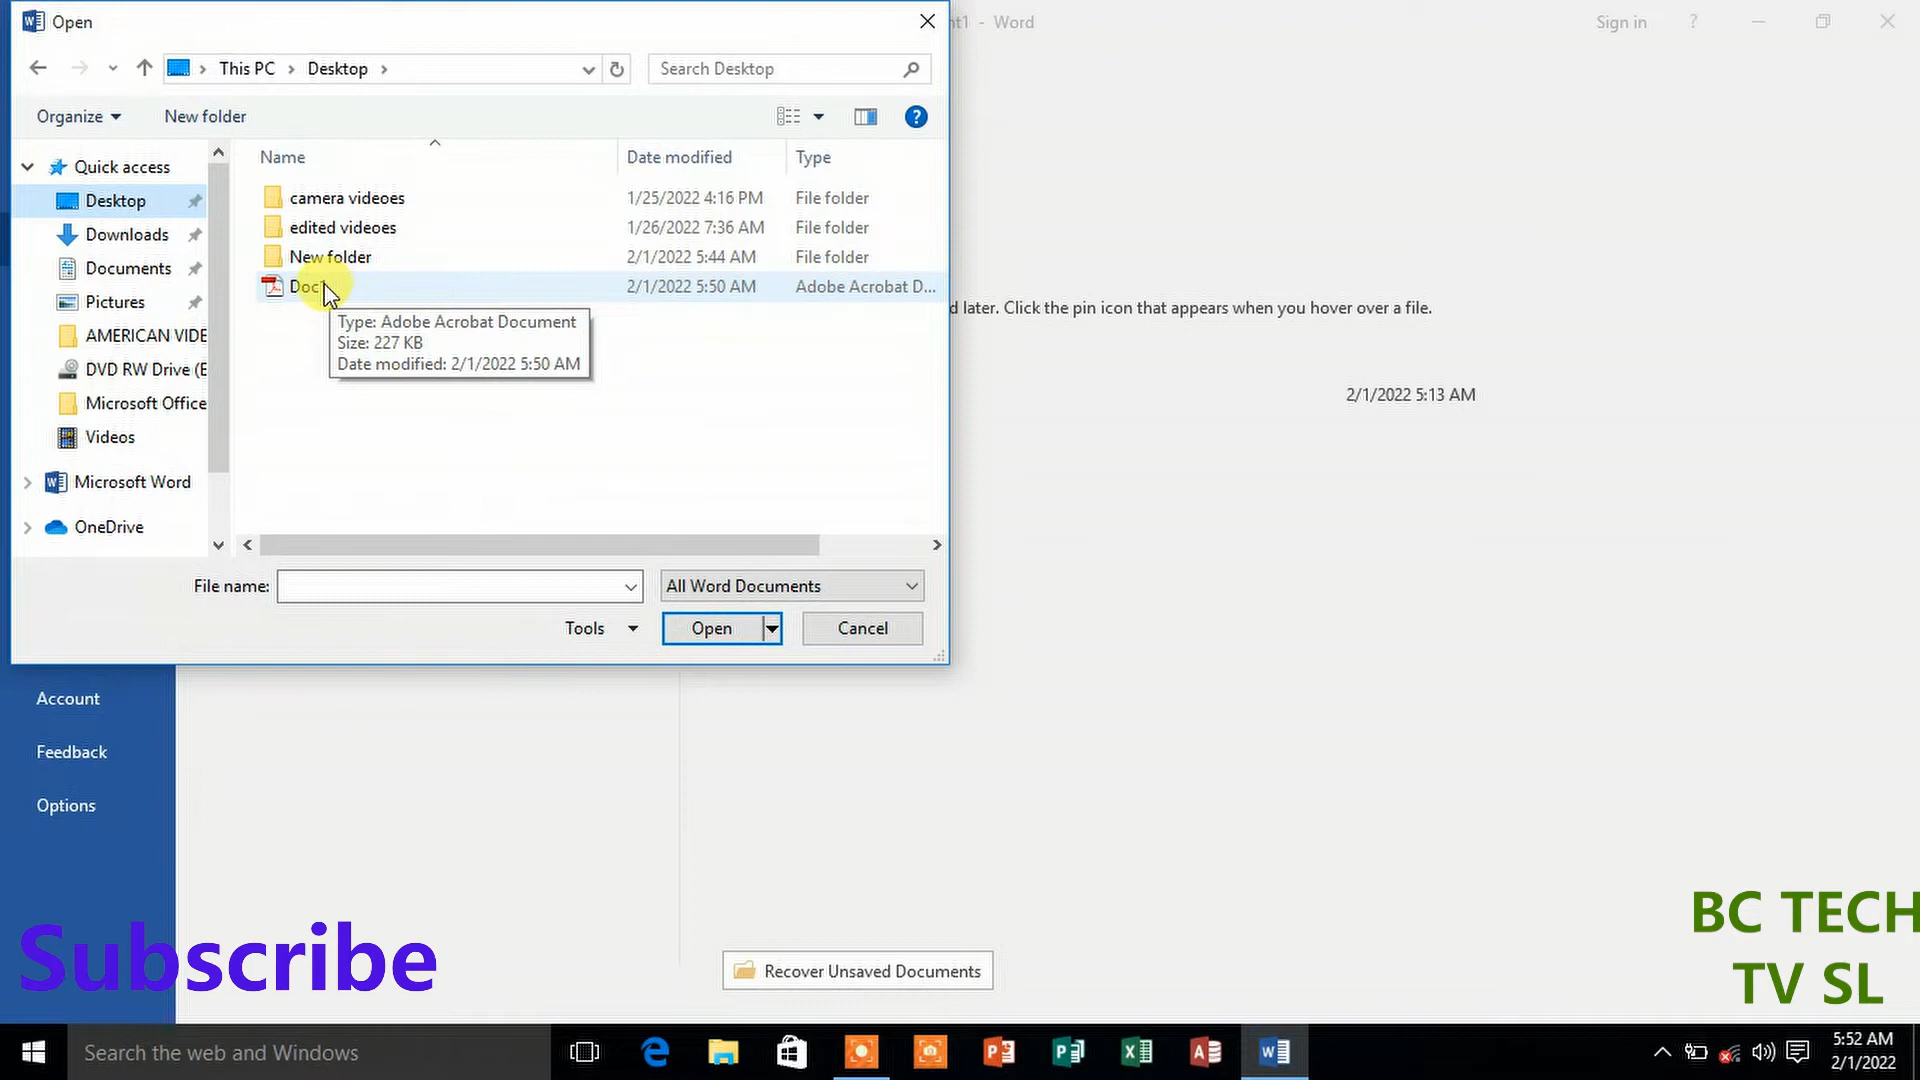 Open
nt1 - Word
Sign in
?
This PC
Desktop
Search Desktop
Organize
New folder
?
Name
Date modified
Type
Quick access
Desktop
Downloads
Documents
Pictures
AMERICAN VIDE
DVD RW Drive (E
Microsoft Office
Videos
Microsoft Word
OneDrive
camera videoes
1/25/2022 4:16 PM
File folder
edited videoes
1/26/2022 7:36 AM
File folder
New folder
2/1/2022 5:44 AM
File folder
2/1/2022 5:50 AM
Adobe Acrobat D...
Type: Adobe Acrobat Document
Size: 227 KB
Date modified: 2/1/2022 5:50 AM
d later. Click the pin icon that appears when you hover over a file.
2/1/2022 5:13 AM
File name:
All Word Documents
Tools
Open
Cancel
Account
Feedback
Options
Subscribe
BC TECH
TV SL
Recover Unsaved Documents
Search the web and Windows
5:52 AM
2/1/2022